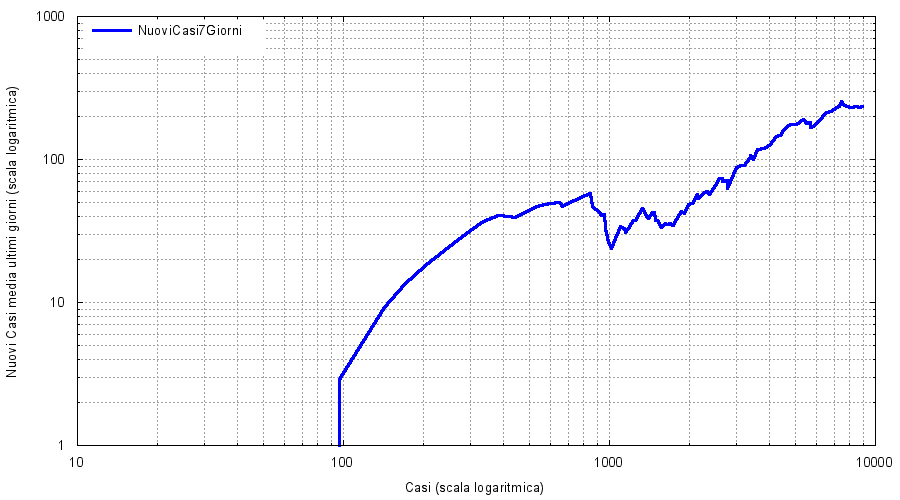 1000
NuoviCasi7Giorni
100
10
1
10 100 1000 10000
Nuovi Casi media ultimi giorni (scala logaritmica)
Casi (scala logaritmica)